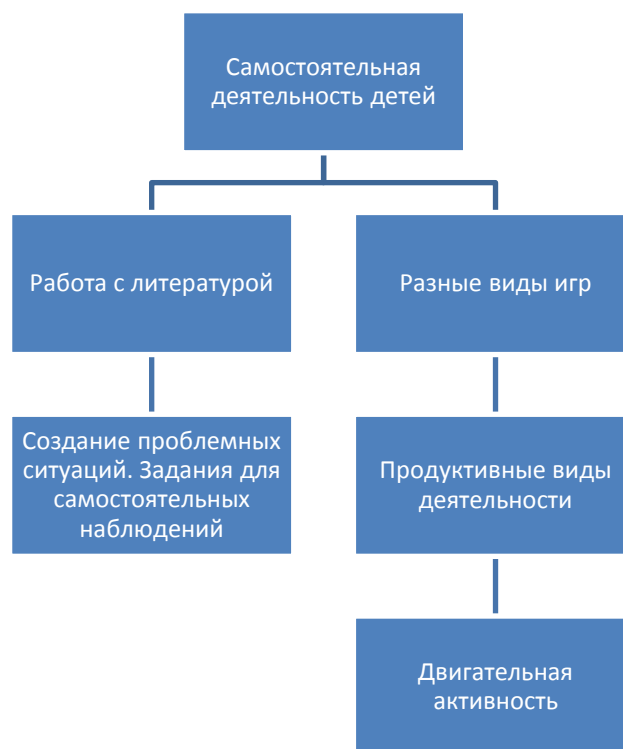 Самостоятельная
деятельность детей
Работа с литературой
Разные виды игр
Создание проблемных
ситуаций. Задания для
самостоятельных
наблюдений
Продуктивные виды
деятельности
Двигательная
активность